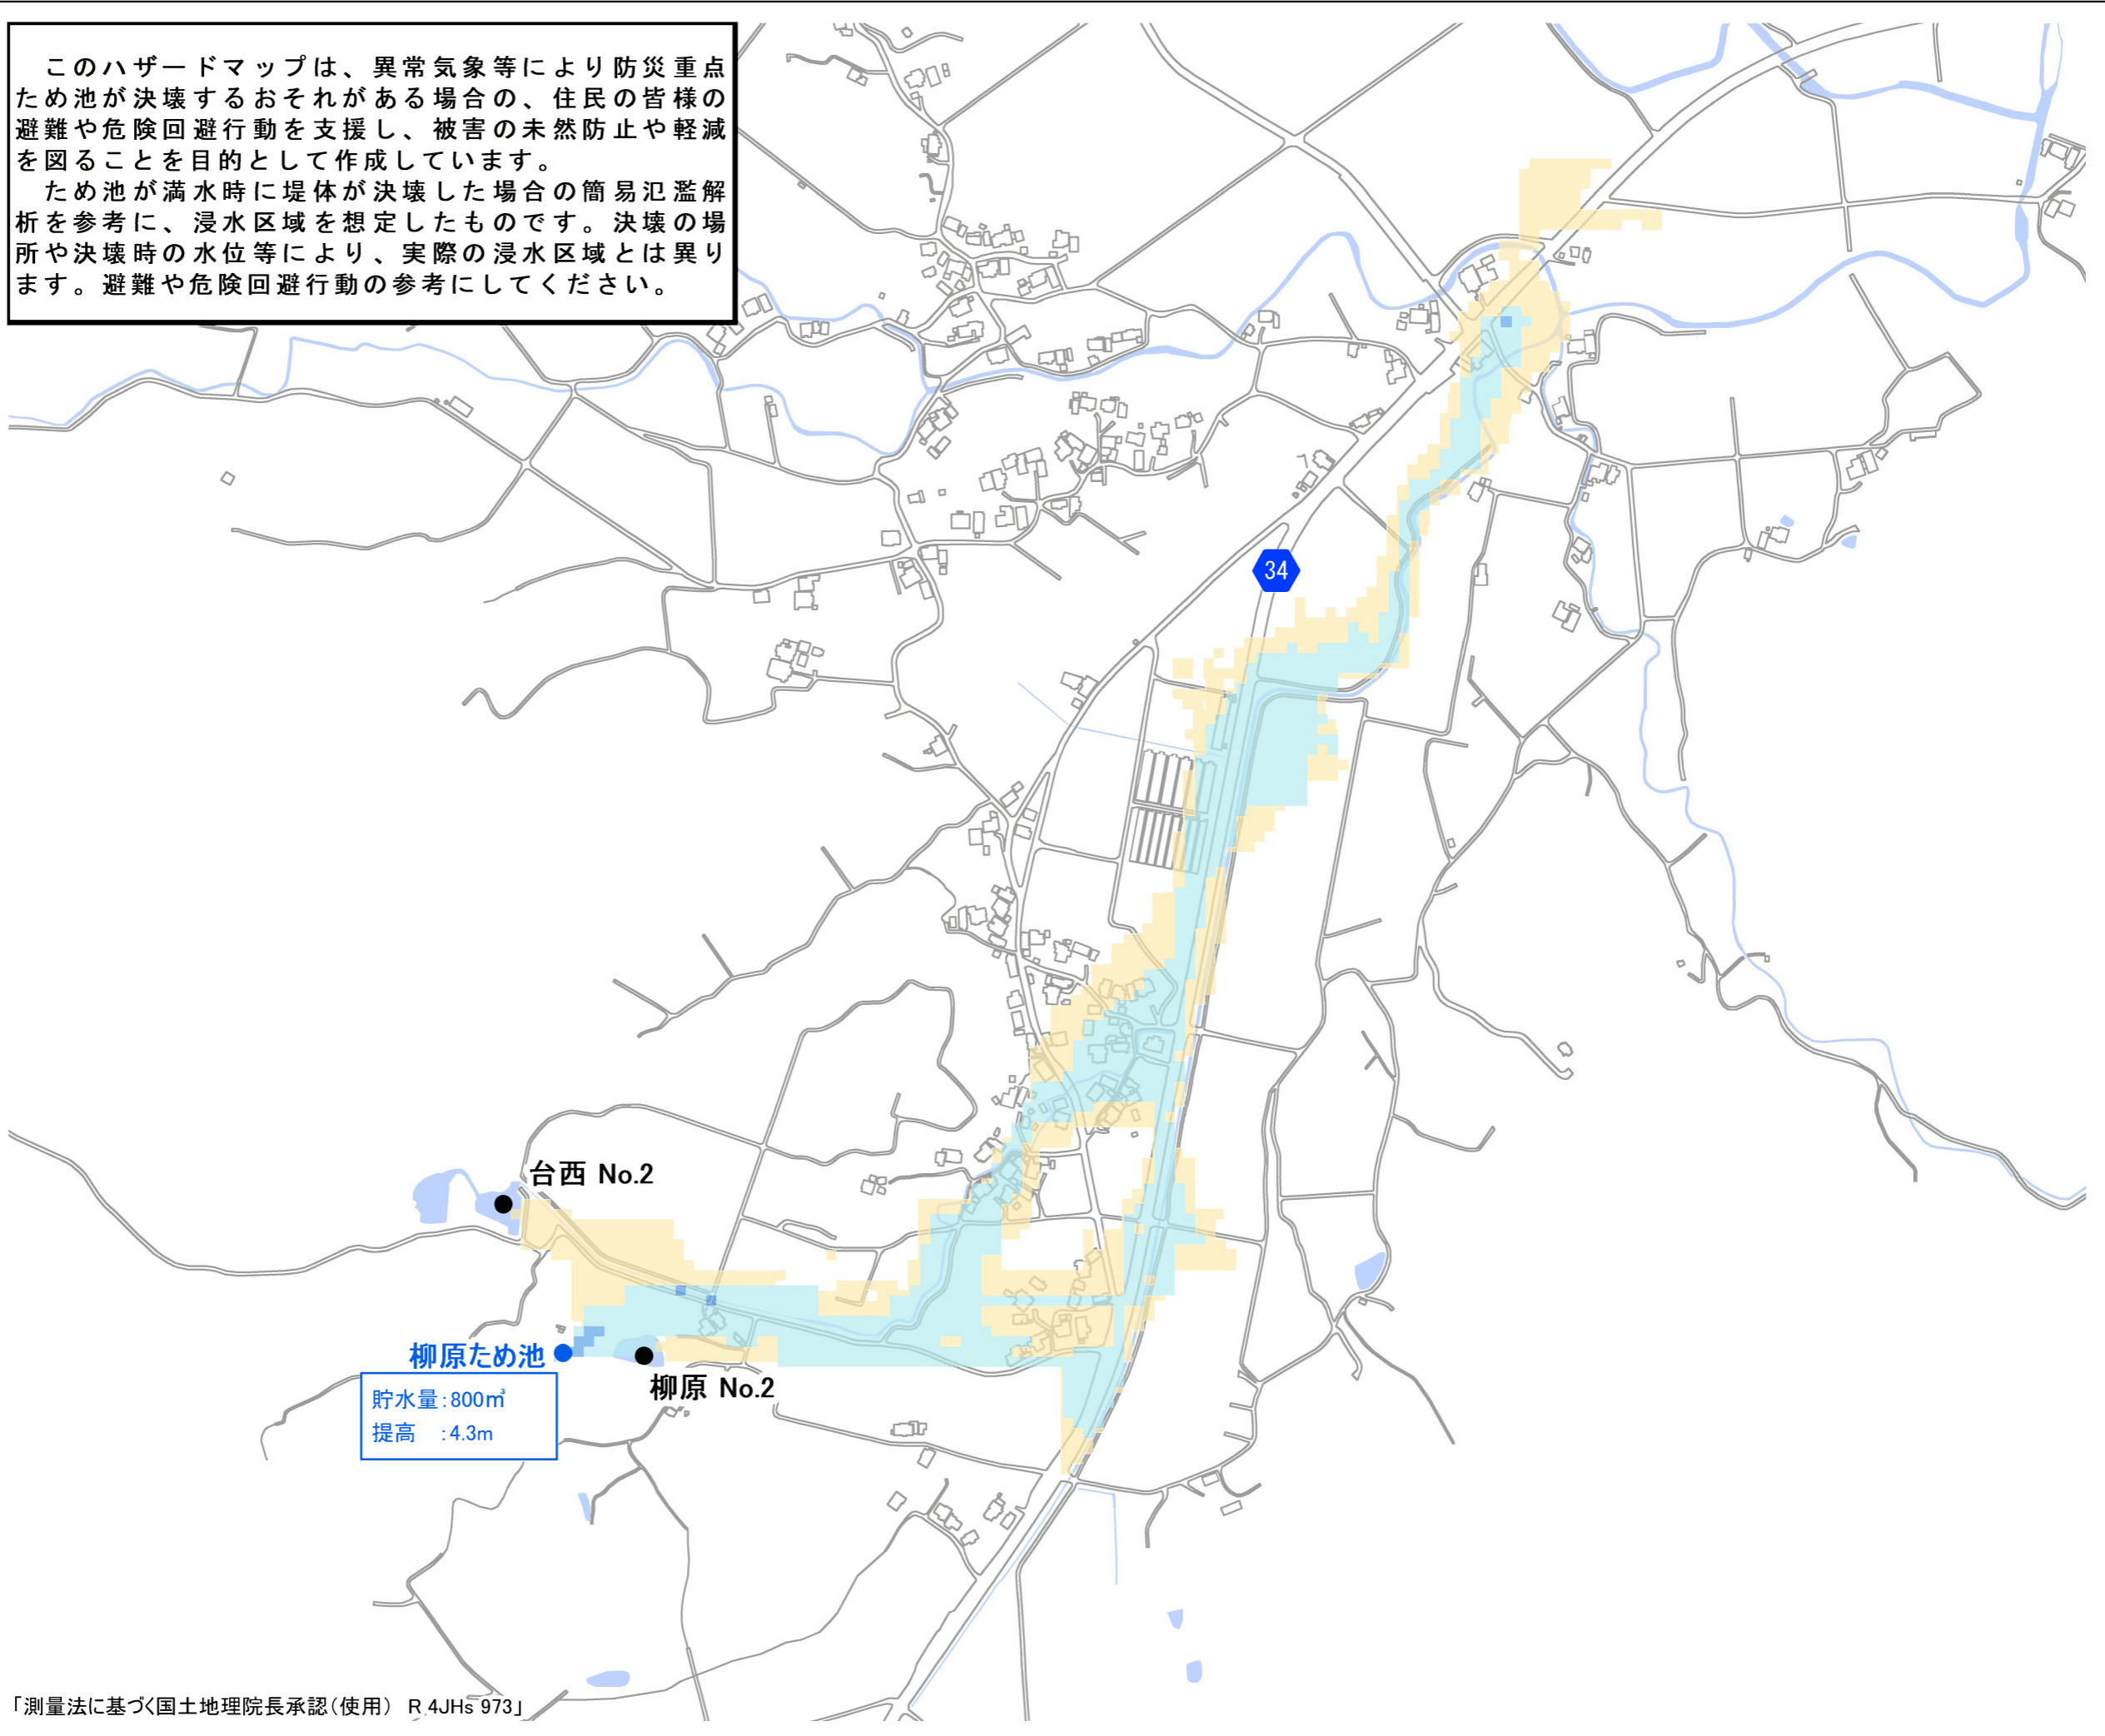 このハザードマップは、異常気象等により防災重点
ため池が決壊するおそれがある場合の、住民の皆様の
避難や危険回避行動を支援し、被害の未然防止や軽減
を図ることを目的として作成しています。
ため池が満水時に堤体が決壊した場合の簡易氾濫解
析を参考に、浸水区域を想定したものです。決壊の場
所や決壊時の水位等により、実際の浸水区域とは異り
ます。避難や危険回避行動の参考にしてください。
34
台西 No.2
柳原ため池
柳原 No.2
貯水量:800㎥
提高 :4.3m
「測量法に基づく国土地理院長承認(使用) R 4JHs 973」